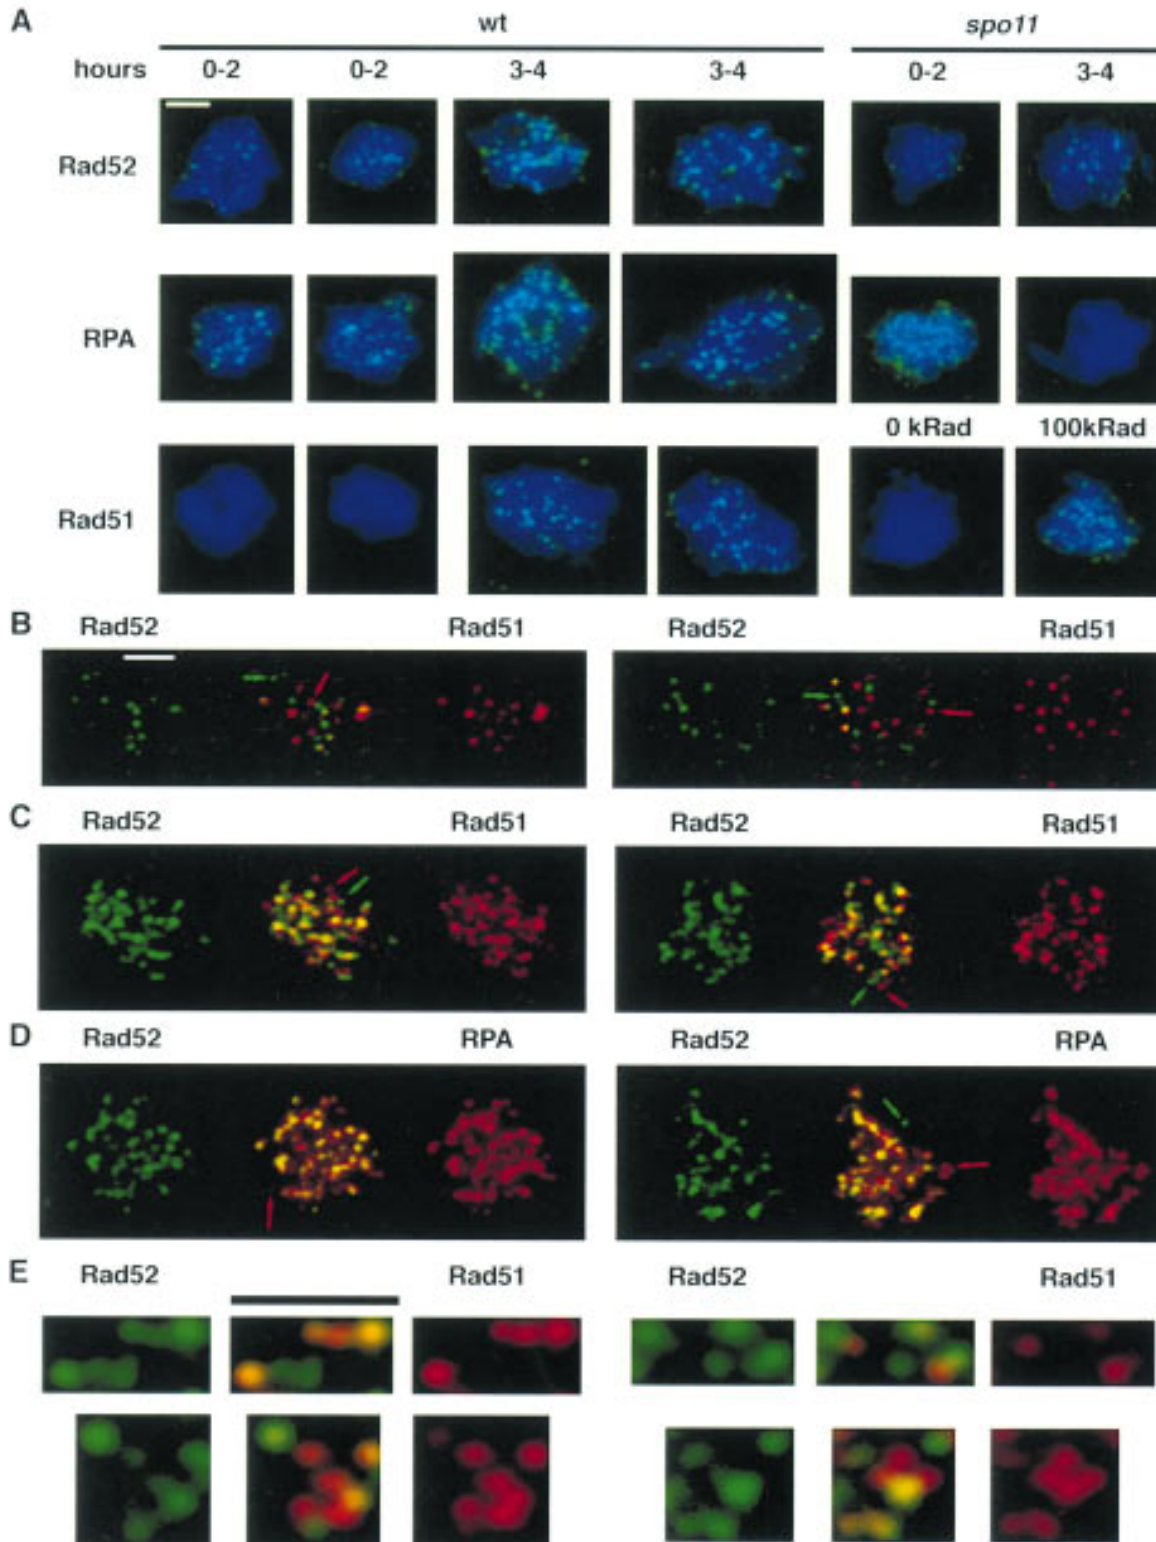 A
wt spo11
hours 0-2 0-2 3-4 3-4 0-2 3-4
Rad52
RPA
0 kRad 100kRad
Rad51
B Rad52 Rad51 Rad52 Rad51
C Rad52 Rad51 Rad52 Rad51
D Rad52 RPA Rad52 RPA
E Rad52 Rad51 Rad52 Rad51